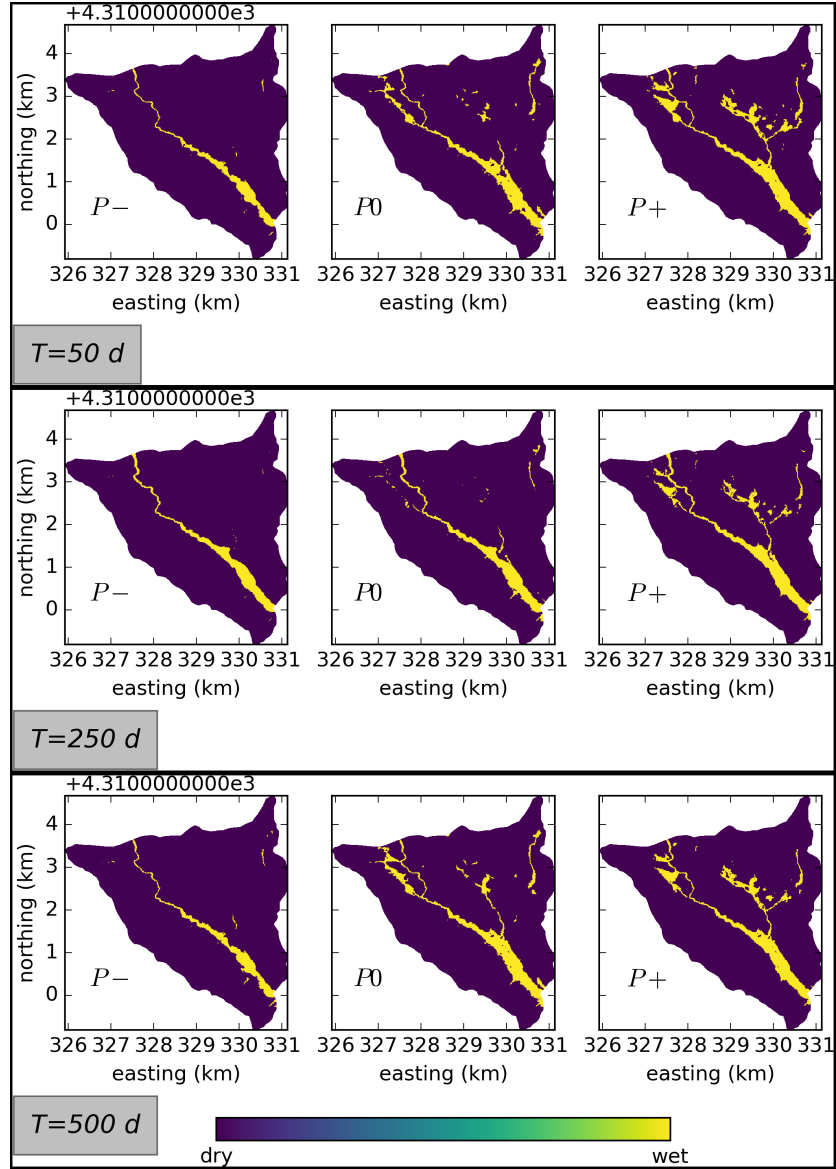 +4.3100000000e3
northing (km)
4
3
2
1
0
P−
P0
P+
326 327 328 329 330 331
326 327 328 329 330 331
326 327 328 329 330 331
easting (km)
easting (km)
easting (km)
T=50 d
+4.3100000000e3
northing (km)
4
3
2
1
0
P−
P0
P+
326 327 328 329 330 331
326 327 328 329 330 331
326 327 328 329 330 331
easting (km)
easting (km)
easting (km)
T=250 d
+4.3100000000e3
northing (km)
4
3
2
1
0
P−
P0
P+
326 327 328 329 330 331
326 327 328 329 330 331
326 327 328 329 330 331
easting (km)
easting (km)
easting (km)
T=500 d
dry
wet